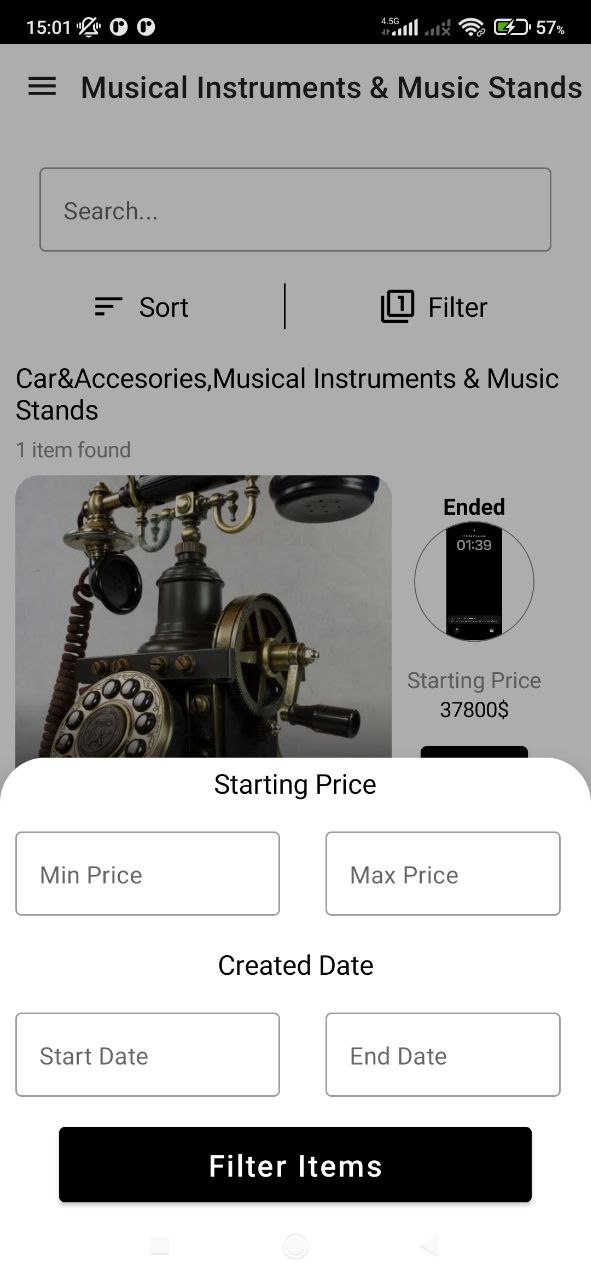 15:01 4.5G 57%
Musical Instruments & Music Stands
Search...
Sort 1 Filter
Car&Accesories,Musical Instruments & Music
Stands
1 item found
Ended
01:39
Starting Price
37800$
Starting Price
Min Price Max Price
Created Date
Start Date End Date
Filter Items